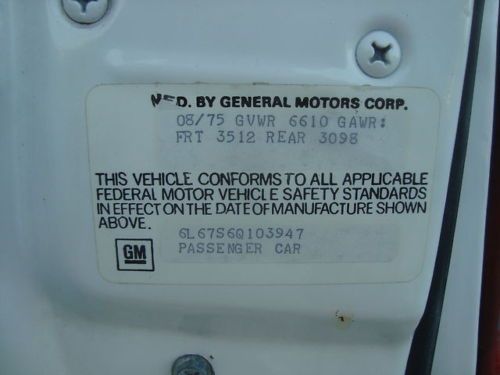 MFD. BY GENERAL MOTORS CORP.
08/75 GVWR 6610 GAWR:
FRT 3512 REAR 3098
THIS VEHICLE CONFORMS TO ALL APPLICABLE
FEDERAL MOTOR VEHICLE SAFETY STANDARDS
IN EFFECT ON THE DATE OF MANUFACTURE SHOWN
ABOVE.
6L67S6Q103947
PASSENGER CAR
GM